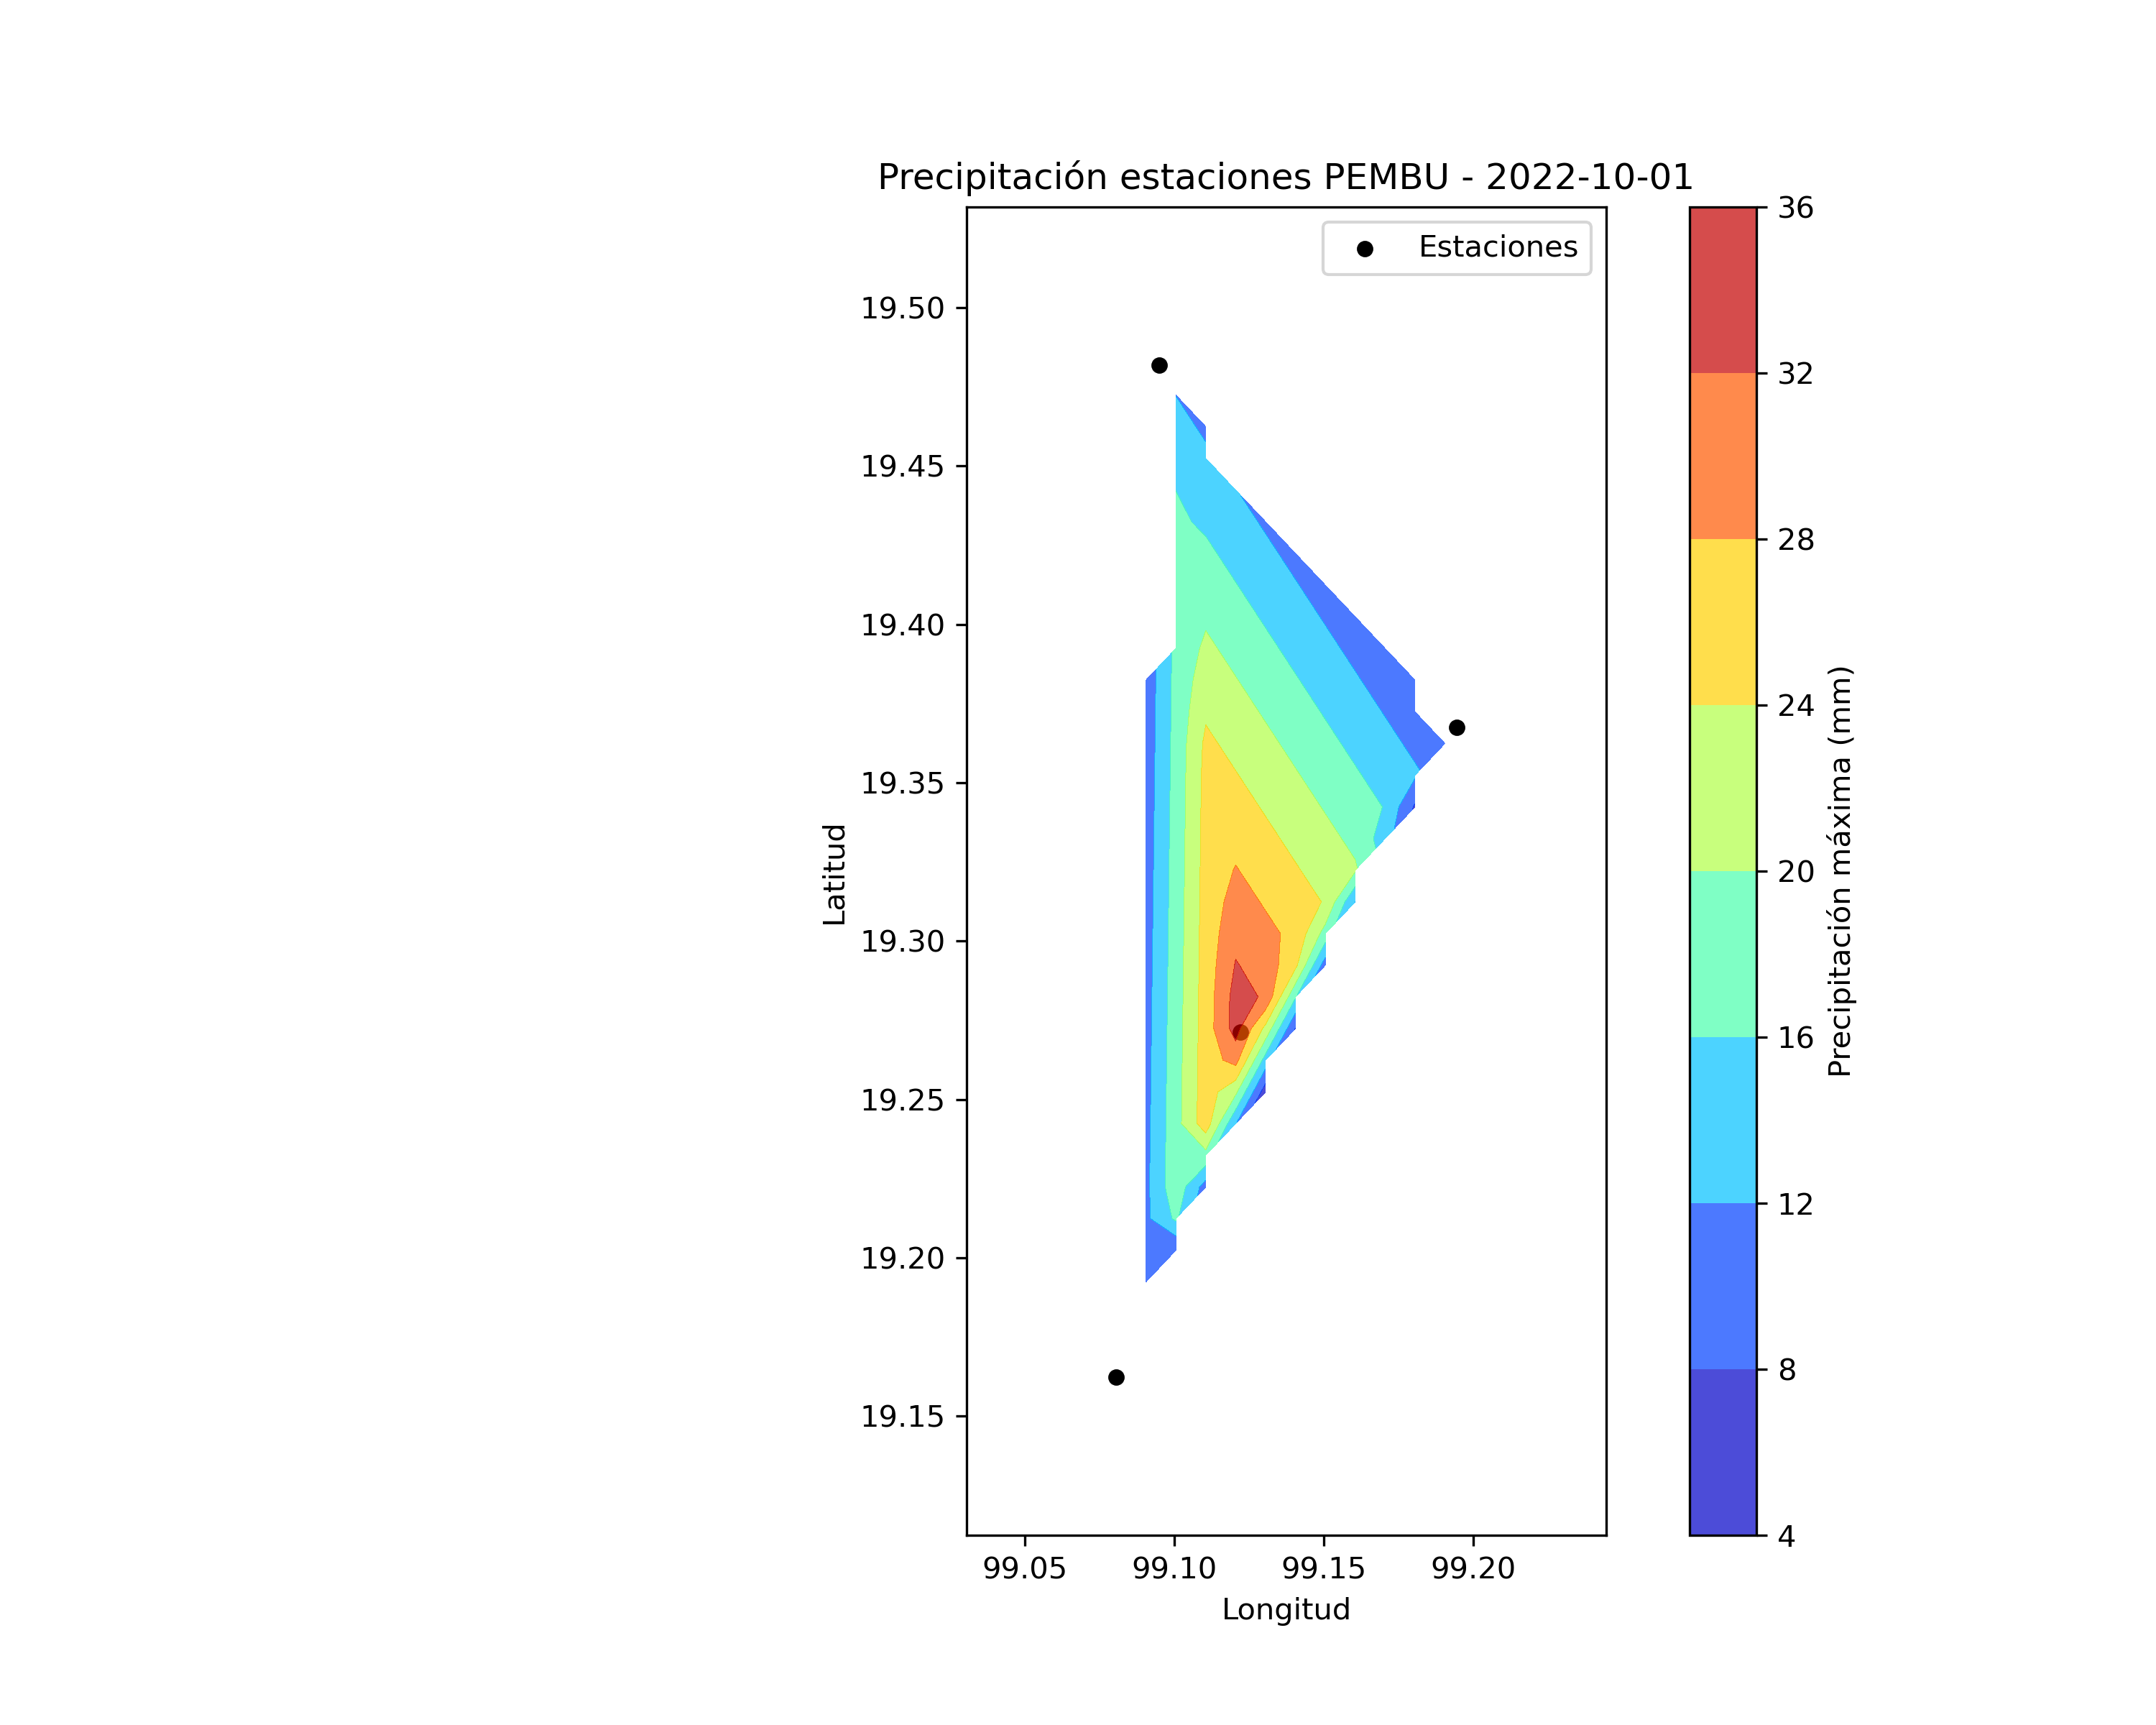 Precipitación estaciones PEMBU - 2022-10-01
Estaciones
19.50
19.45
19.40
19.35
19.30
19.25
19.20
19.15
Latitud
99.05 99.10 99.15 99.20
Longitud
36
32
28
24
20
16
12
8
4
Precipitación máxima (mm)